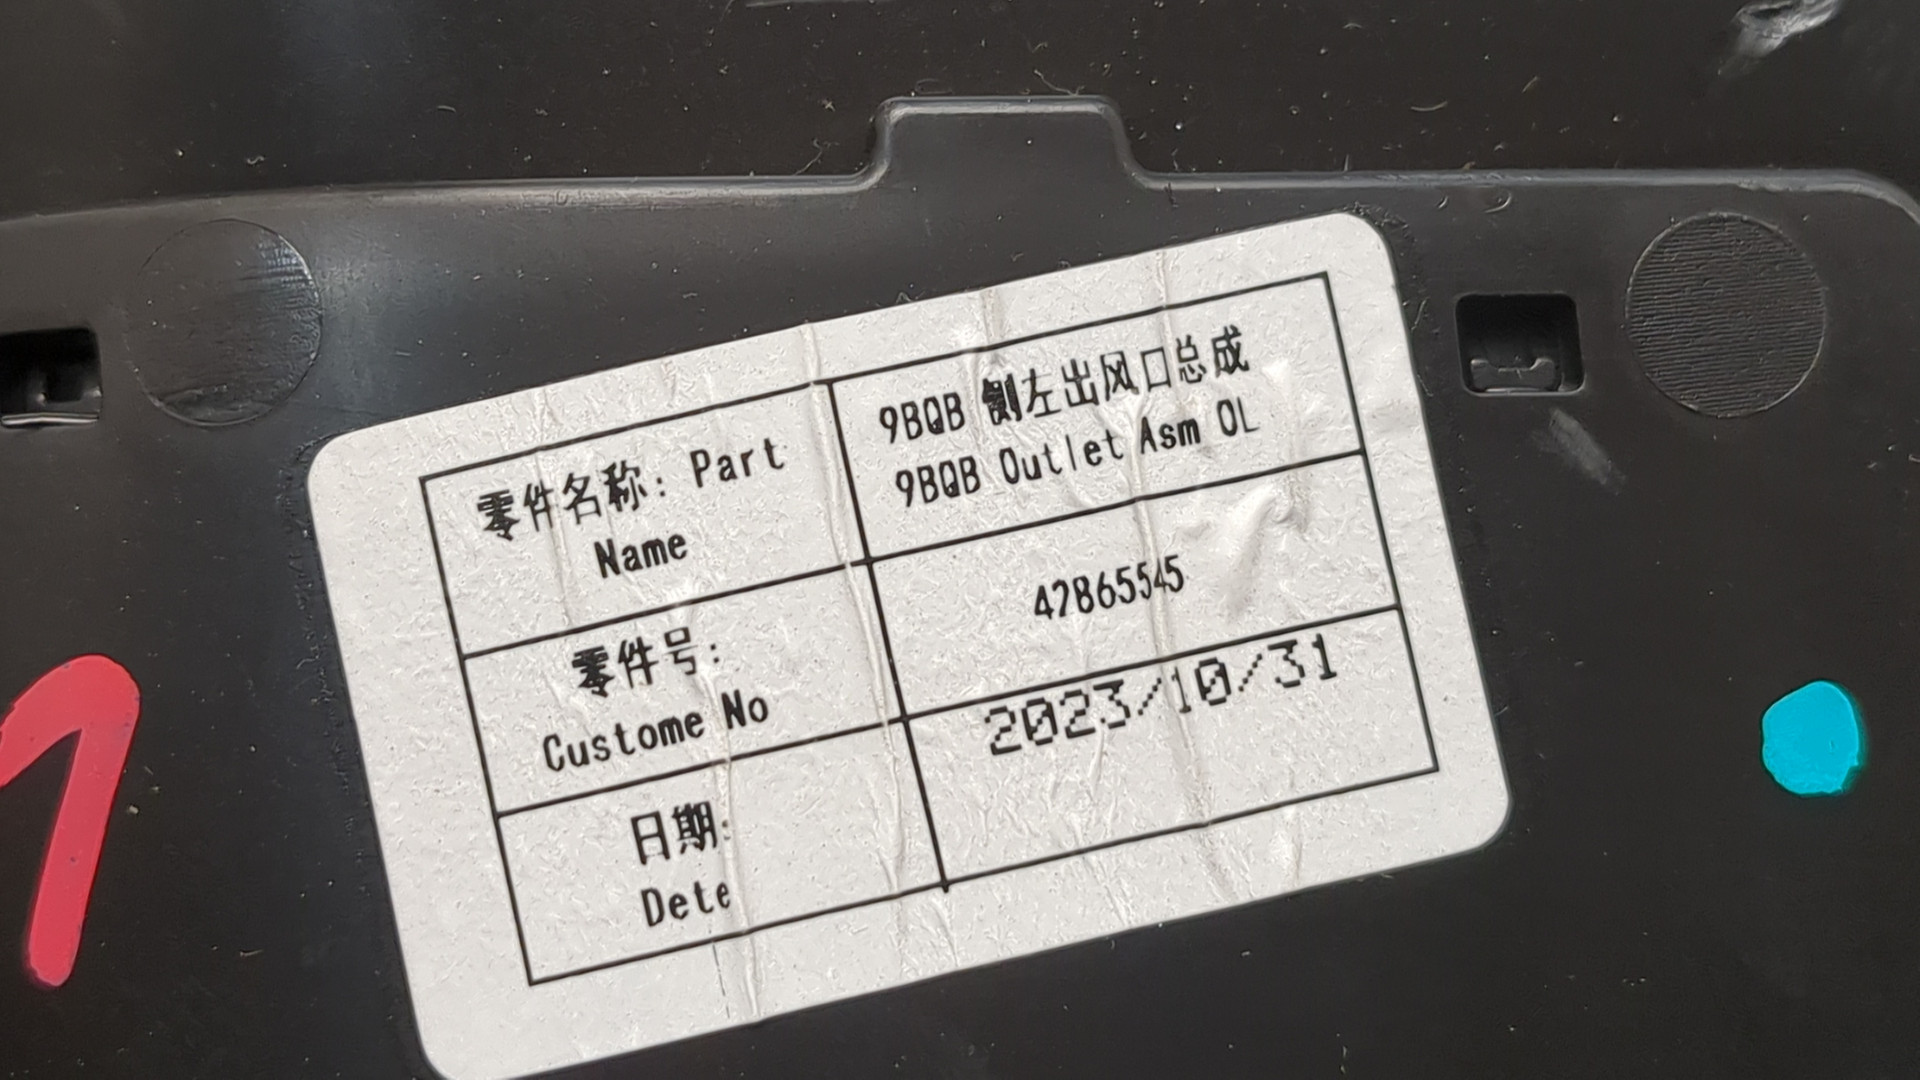 零件名称: Part
Name
9BQB 侧左出风口总成
9BQB Outlet Asm OL
零件号:
Custome No
42865545
日期:
Dete
2023/10/31
1